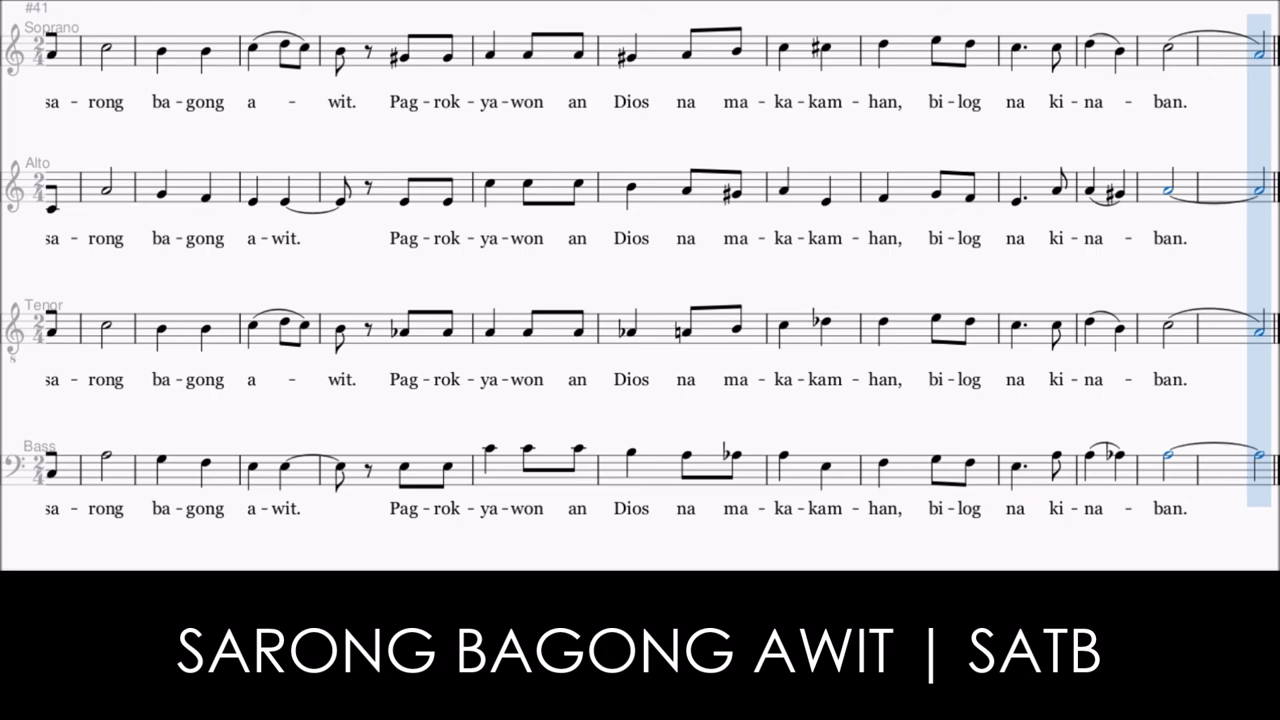 #41
Soprano
sa - rong ba - gong a - wit. Pag - rok - ya - won an Dios na ma - ka - kam - han, bi - log na ki - na - ban.
Alto
sa - rong ba - gong a - wit. Pag - rok - ya - won an Dios na ma - ka - kam - han, bi - log na ki - na - ban.
Tenor
sa - rong ba - gong a - wit. Pag - rok - ya - won an Dios na ma - ka - kam - han, bi - log na ki - na - ban.
Bass
sa - rong ba - gong a - wit. Pag - rok - ya - won an Dios na ma - ka - kam - han, bi - log na ki - na - ban.
SARONG BAGONG AWIT | SATB